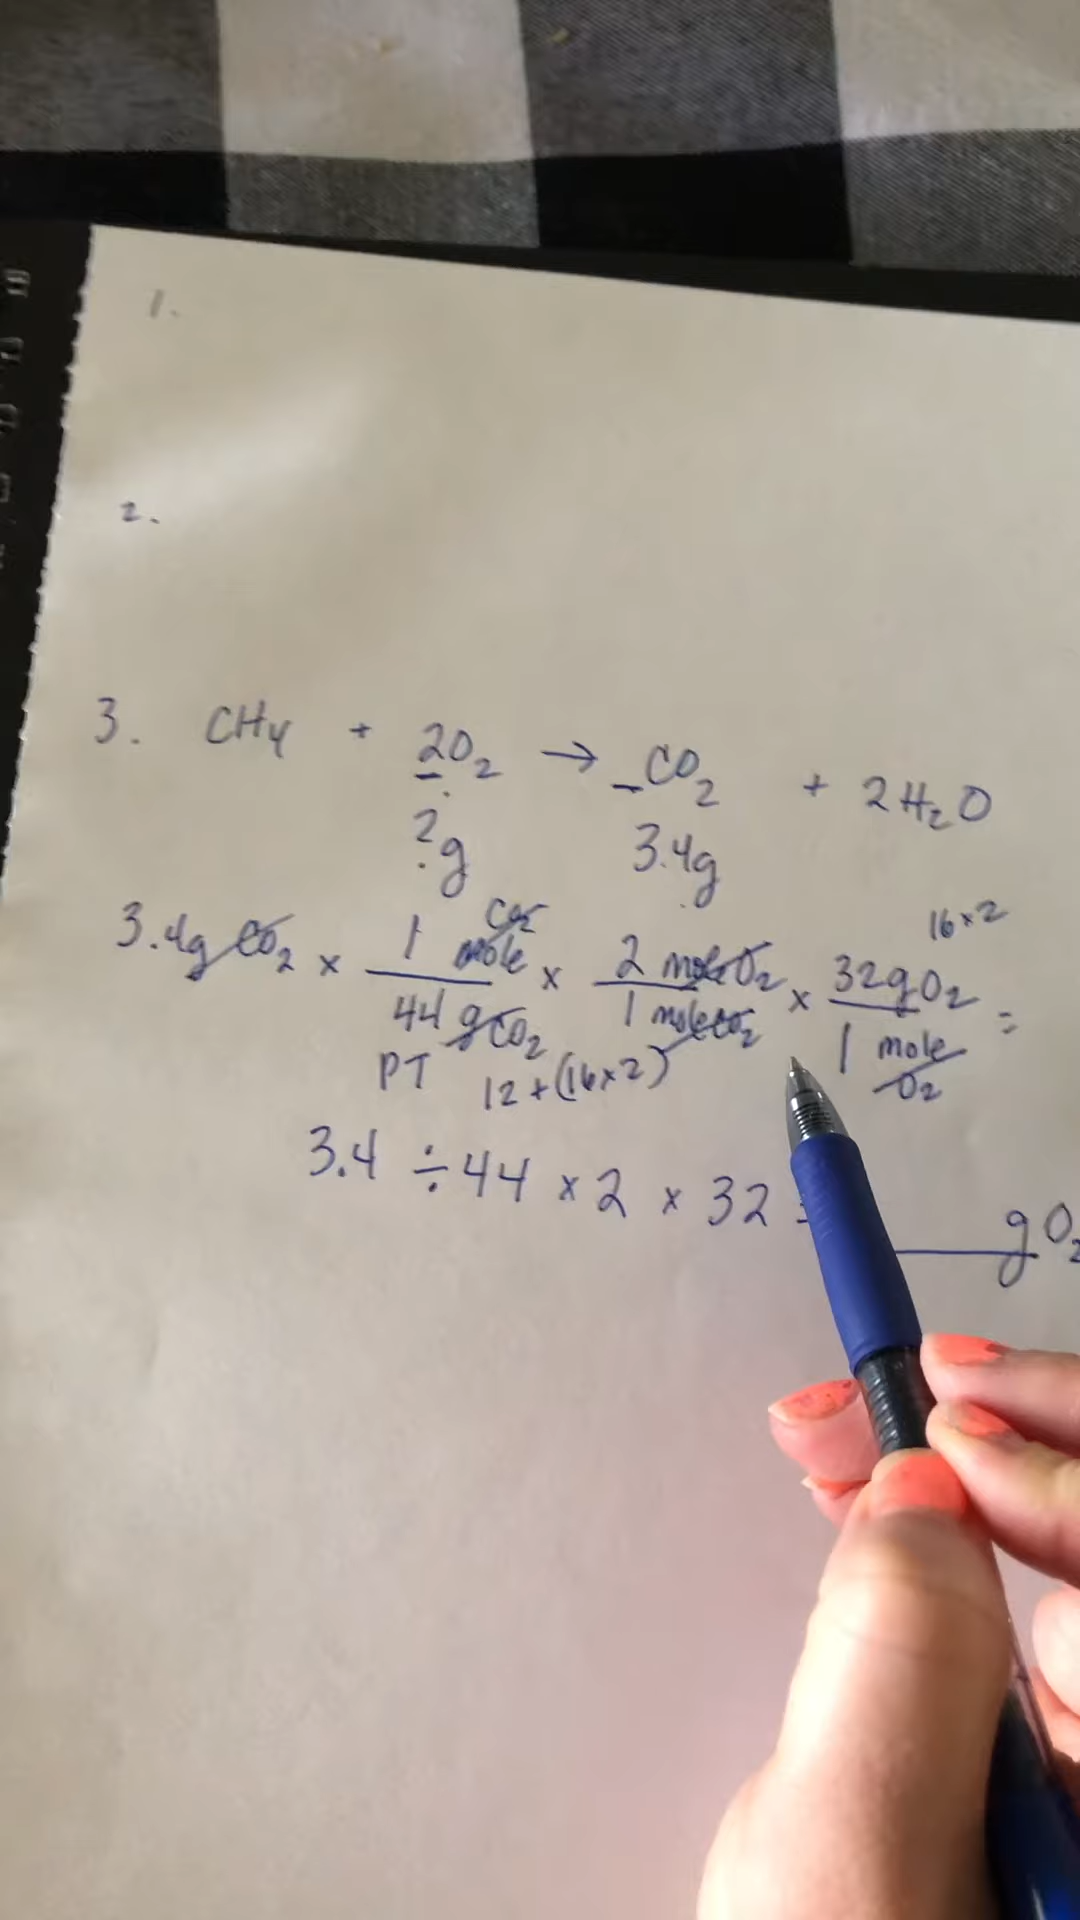 1.
2.
3. CH4 + 2O2 → _CO2 + 2H2O
?g 3.4g
16×2
3.4g CO2 × 1 mole CO2 / 44 g CO2 × 2 mole O2 / 1 mole CO2 × 32g O2 / 1 mole O2 =
PT 12 + (16×2)
3.4 ÷ 44 × 2 × 32 = ____ g O2